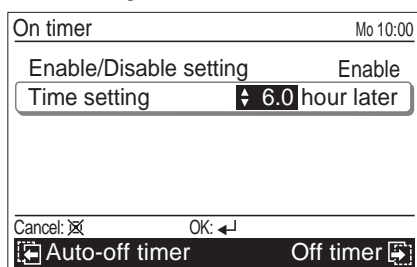 On timer Mo 10:00
Enable/Disable setting Enable
Time setting 6.0 hour later
Cancel: OK:
Auto-off timer Off timer